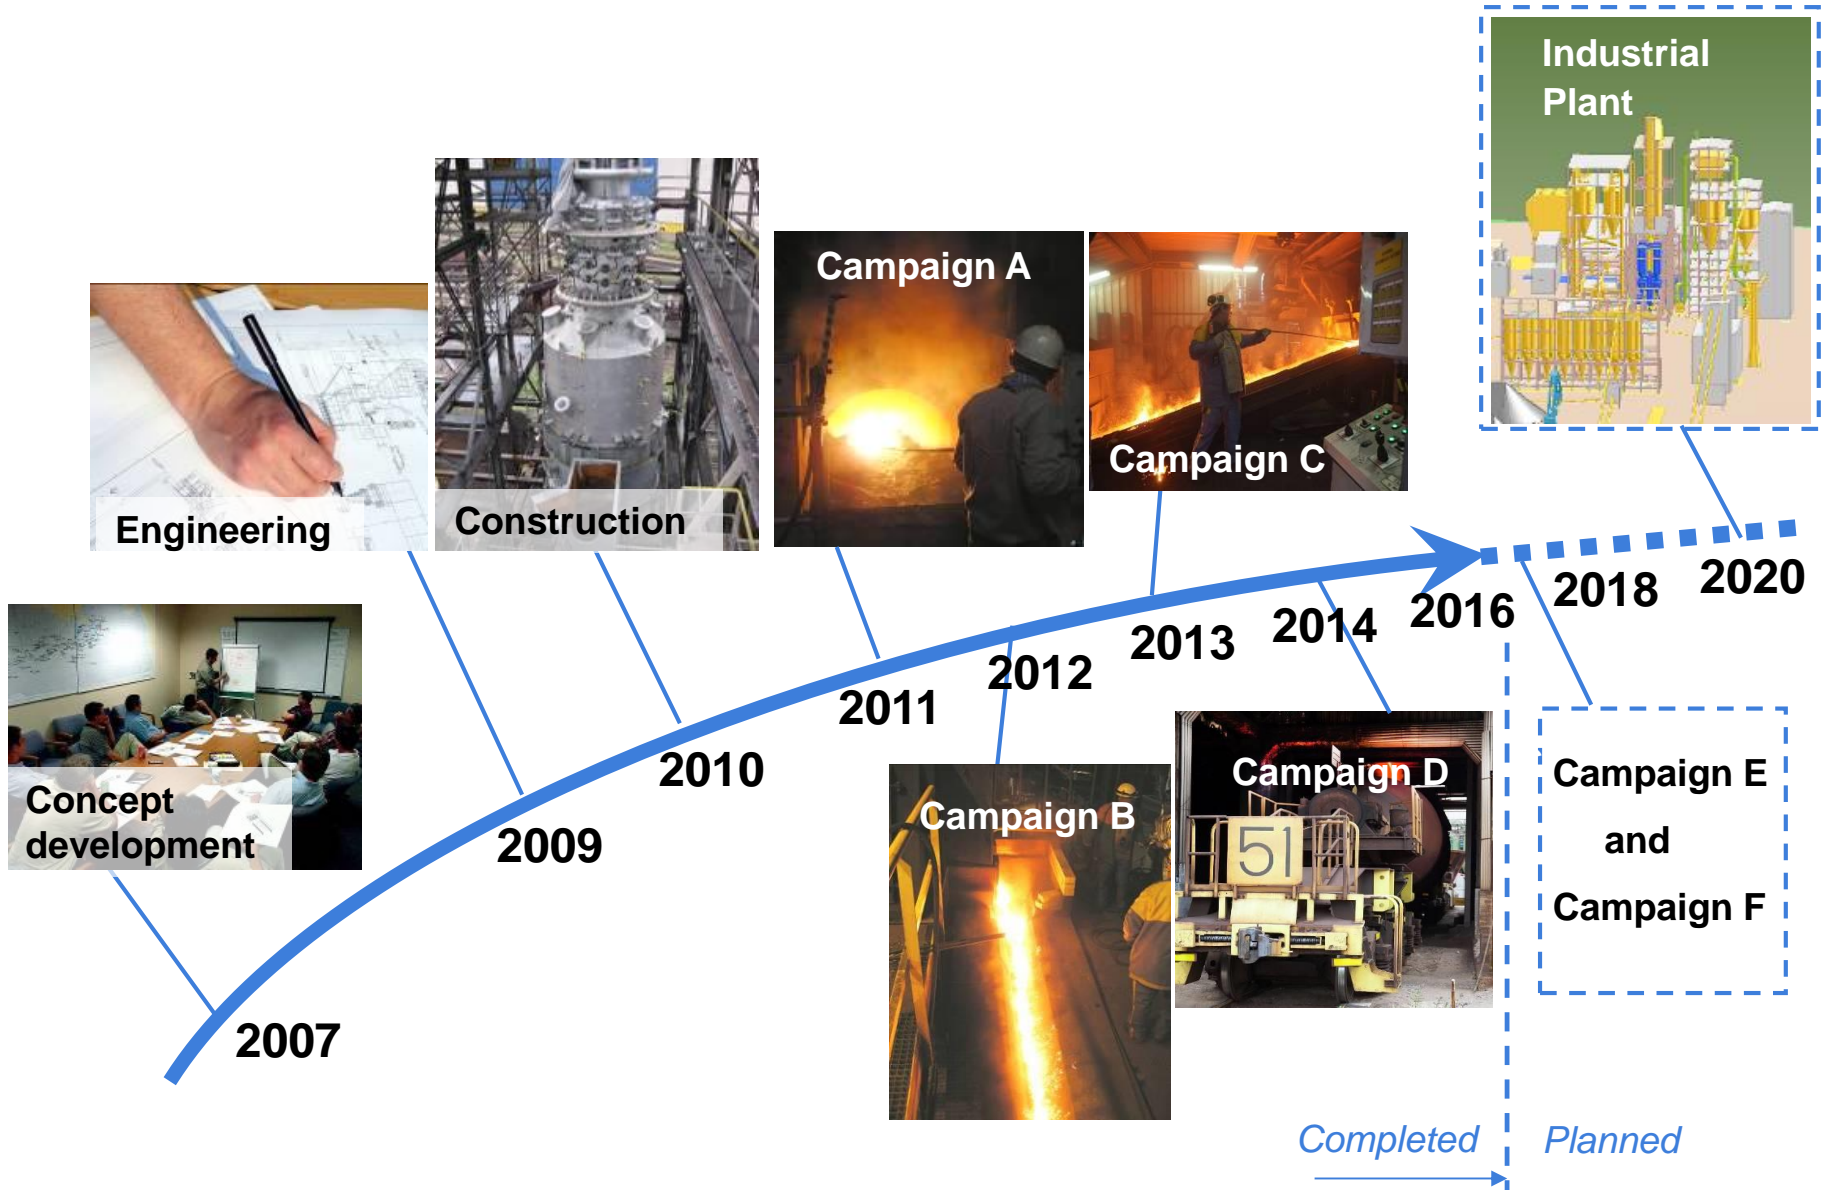 Industrial
Plant
Campaign A
Campaign C
Engineering
Construction
2018
2020
2016
2014
2013
2012
2011
2010
2009
2007
Concept
development
Campaign B
Campaign D
51
Campaign E
and
Campaign F
Completed
Planned